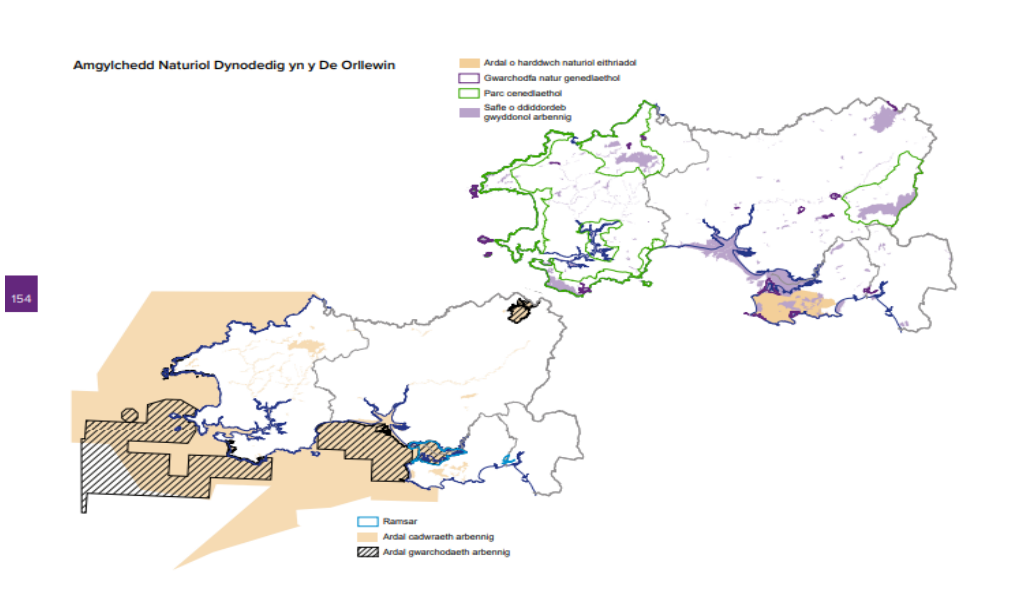 Amgylchedd Naturiol Dynodedig yn y De Orllewin
Ardal o harddwch naturiol eithriadol
Gwarchodfa natur genedlaethol
Parc cenedlaethol
Safle o ddiddordeb
gwyddonol arbennig
154
Ramsar
Ardal cadwraeth arbennig
Ardal gwarchodaeth arbennig